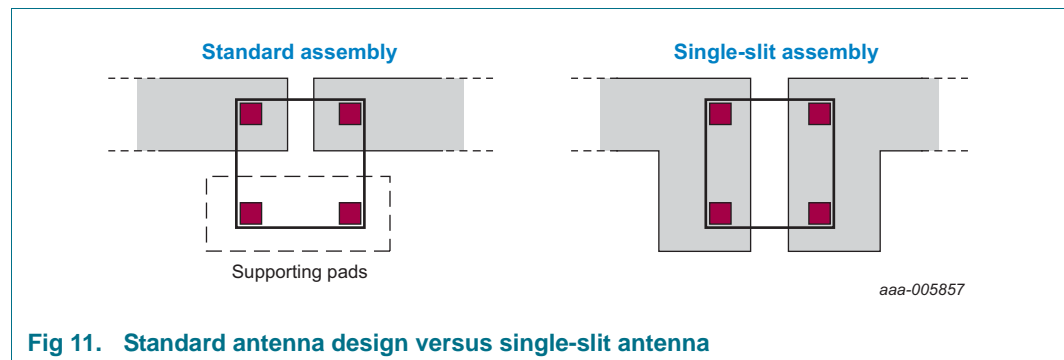 Standard assembly
Single-slit assembly
Supporting pads
aaa-005857
Fig 11. Standard antenna design versus single-slit antenna